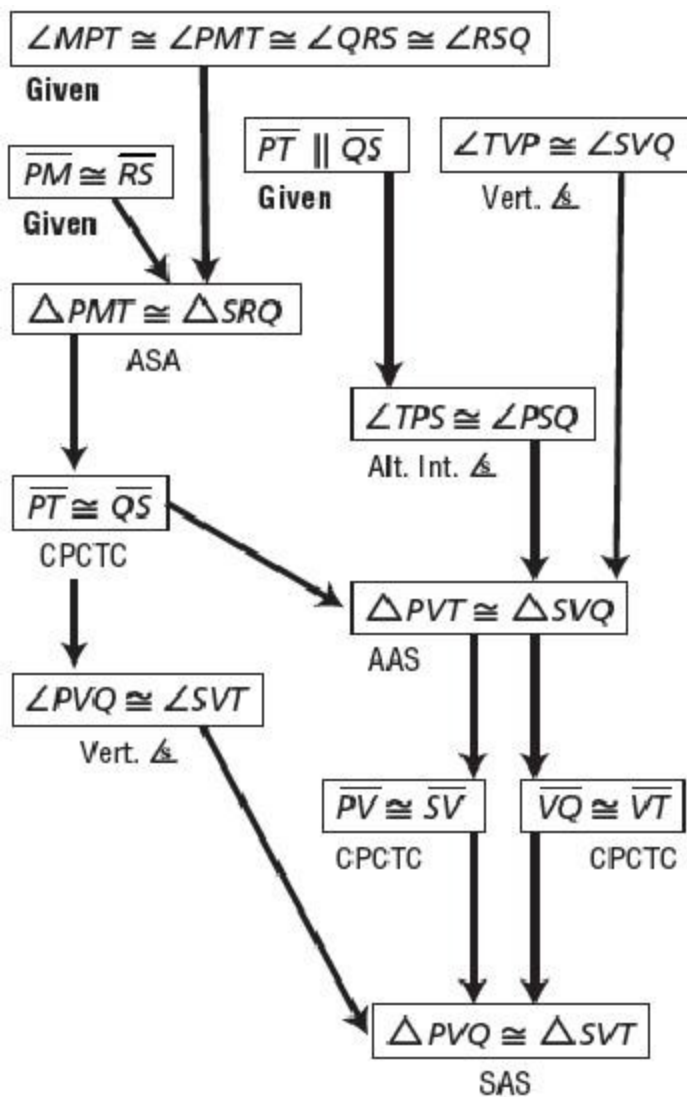 ∠MPT ≅ ∠PMT ≅ ∠QRS ≅ ∠RSQ
Given
PM ≅ RS
Given
PT ∥ QS
Given
∠TVP ≅ ∠SVQ
Vert. ∠s
△PMT ≅ △SRQ
ASA
∠TPS ≅ ∠PSQ
Alt. Int. ∠s
PT ≅ QS
CPCTC
△PVT ≅ △SVQ
AAS
∠PVQ ≅ ∠SVT
Vert. ∠s
PV ≅ SV
CPCTC
VQ ≅ VT
CPCTC
△PVQ ≅ △SVT
SAS